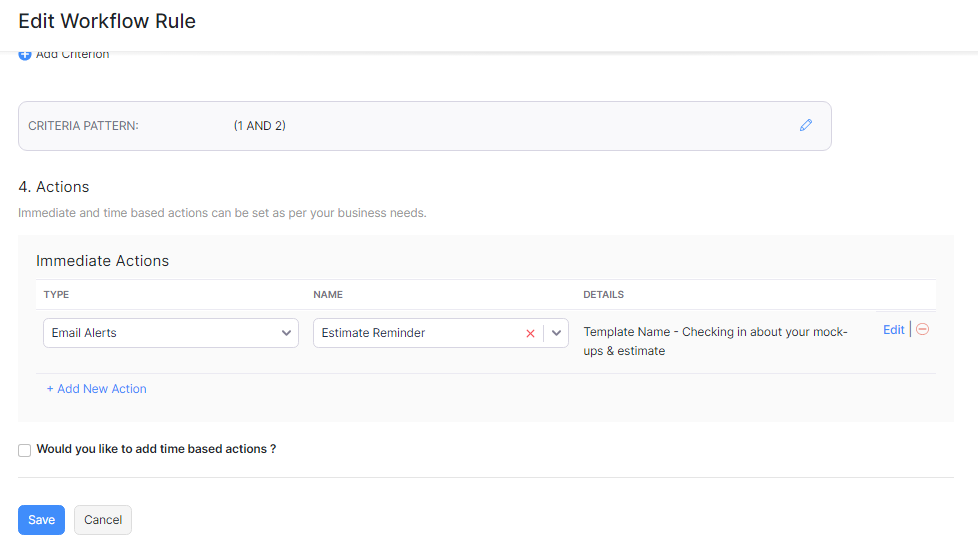 Edit Workflow Rule
Add Criterion
CRITERIA PATTERN: (1 AND 2)
4. Actions
Immediate and time based actions can be set as per your business needs.
Immediate Actions
TYPE NAME DETAILS
Email Alerts Estimate Reminder Template Name - Checking in about your mock- Edit
ups & estimate
+ Add New Action
Would you like to add time based actions ?
Save Cancel